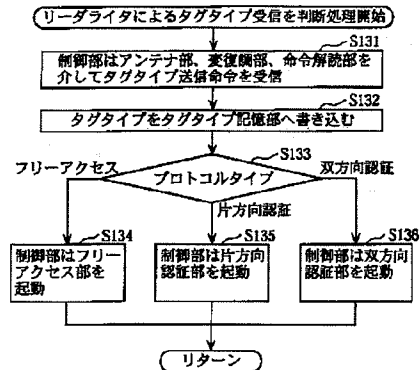 リーダライタによるタグタイプ受信を判断処理開始
S131
制御部はアンテナ部、変復調部、命令解読部を
介してタグタイプ送信命令を受信
S132
タグタイプをタグタイプ記憶部へ書き込む
S133
フリーアクセス
プロトコルタイプ
双方向認証
片方向認証
S134
制御部はフリー
アクセス部を
起動
S135
制御部は片方向
認証部を起動
S136
制御部は双方向
認証部を起動
リターン